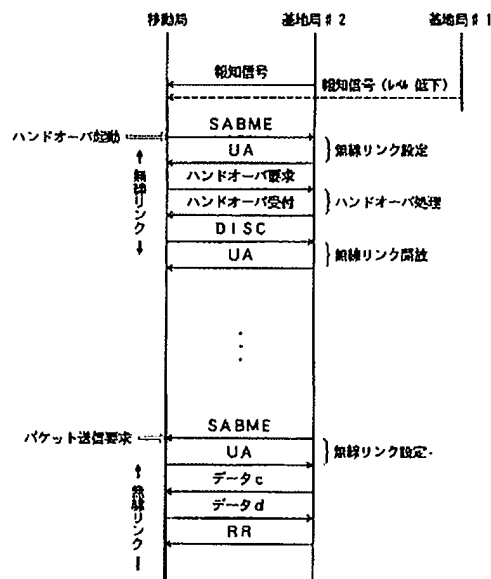 移動局 基地局＃2 基地局＃1
報知信号
報知信号（レベル低下）
ハンドオーバ起動
SABME
UA
無線リンク設定
ハンドオーバ要求
ハンドオーバ受付
ハンドオーバ処理
無線リンク
DISC
UA
無線リンク開放
パケット送信要求
SABME
UA
無線リンク設定
データc
データd
RR
無線リンク